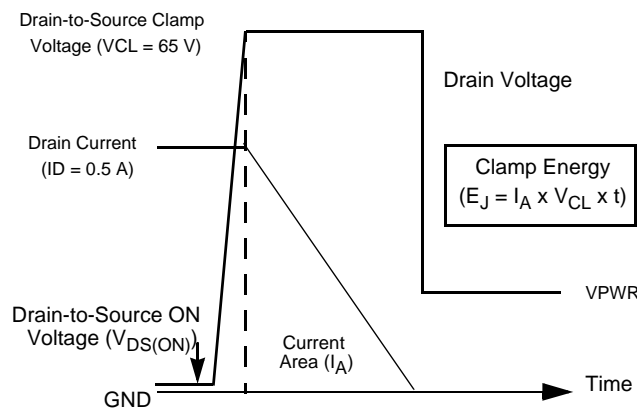 Drain-to-Source Clamp
Voltage (VCL = 65 V)
Drain Voltage
Drain Current
(ID = 0.5 A)
Clamp Energy
(EJ = IA x VCL x t)
VPWR
Drain-to-Source ON
Voltage (VDS(ON))
Current
Area (IA)
GND
Time